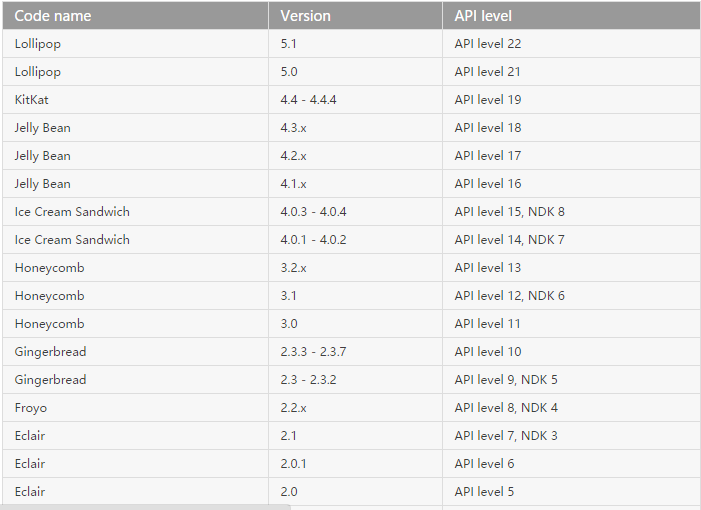 Code name Version API level
Lollipop 5.1 API level 22
Lollipop 5.0 API level 21
KitKat 4.4 - 4.4.4 API level 19
Jelly Bean 4.3.x API level 18
Jelly Bean 4.2.x API level 17
Jelly Bean 4.1.x API level 16
Ice Cream Sandwich 4.0.3 - 4.0.4 API level 15, NDK 8
Ice Cream Sandwich 4.0.1 - 4.0.2 API level 14, NDK 7
Honeycomb 3.2.x API level 13
Honeycomb 3.1 API level 12, NDK 6
Honeycomb 3.0 API level 11
Gingerbread 2.3.3 - 2.3.7 API level 10
Gingerbread 2.3 - 2.3.2 API level 9, NDK 5
Froyo 2.2.x API level 8, NDK 4
Eclair 2.1 API level 7, NDK 3
Eclair 2.0.1 API level 6
Eclair 2.0 API level 5